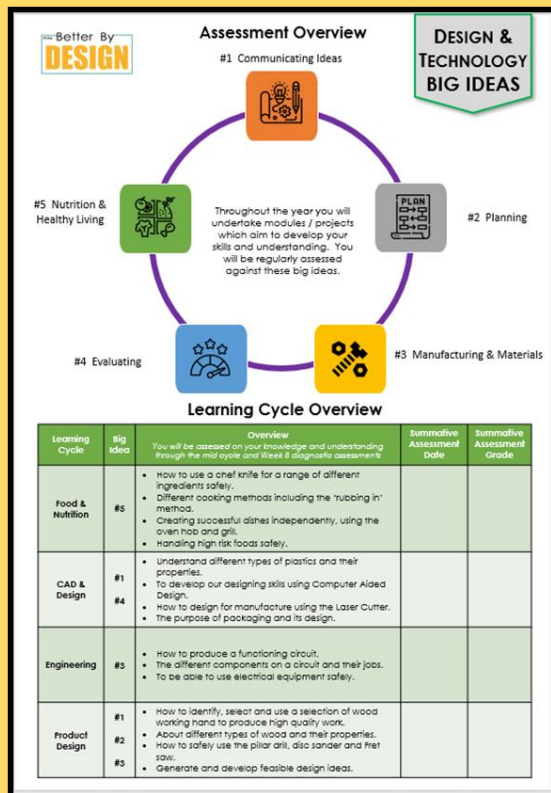 Better By
DESIGN
Assessment Overview
DESIGN &
TECHNOLOGY
BIG IDEAS
#1 Communicating Ideas
#5 Nutrition &
Healthy Living
PLAN
#2 Planning
Throughout the year you will
undertake modules / projects
which aim to develop your
skills and understanding. You
will be regularly assessed
against these big ideas.
#4 Evaluating
#3 Manufacturing & Materials
Learning Cycle Overview
Learning
Cycle
Big
Idea
Overview
You will be assessed on your knowledge and understanding
through the mid cycle and Week 8 diagnostic assessments
Summative
Assessment
Date
Summative
Assessment
Grade
Food &
Nutrition
#5
• How to use a chef knife for a range of different
ingredients safely.
• Different cooking methods including the 'rubbing in'
method.
• Creating successful dishes independently, using the
oven hob and grill.
• Handling high risk foods safely.
CAD &
Design
#1
#4
• Understand different types of plastics and their
properties.
• To develop our designing skills using Computer Aided
Design.
• How to design for manufacture using the Laser Cutter.
• The purpose of packaging and its design.
Engineering
#3
• How to produce a functioning circuit.
• The different components on a circuit and their jobs.
• To be able to use electrical equipment safely.
Product
Design
#1
#2
#3
• How to identify, select and use a selection of wood
working hand to produce high quality work.
• About different types of wood and their properties.
• How to safely use the pillar drill, disc sander and Fret
saw.
• Generate and develop feasible design ideas.